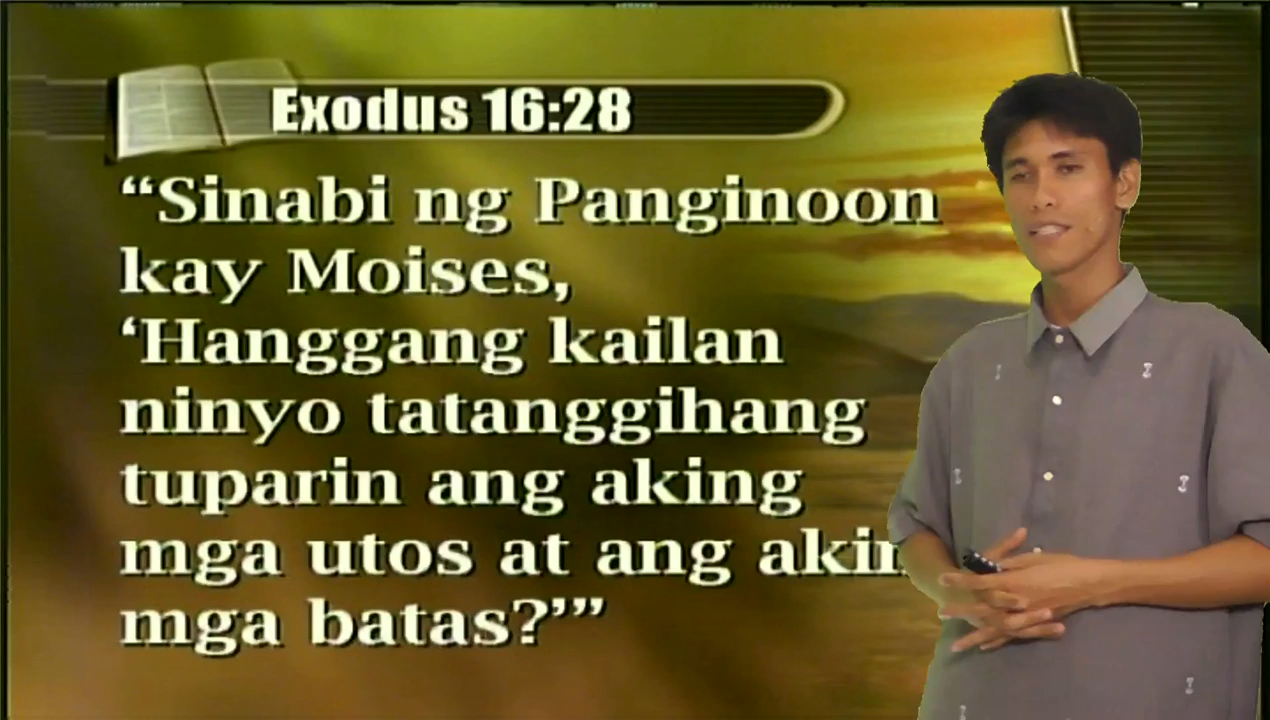 Exodus 16:28
“Sinabi ng Panginoon
kay Moises,
‘Hanggang kailan
ninyo tatanggihang
tuparin ang aking
mga utos at ang akin
mga batas?’”